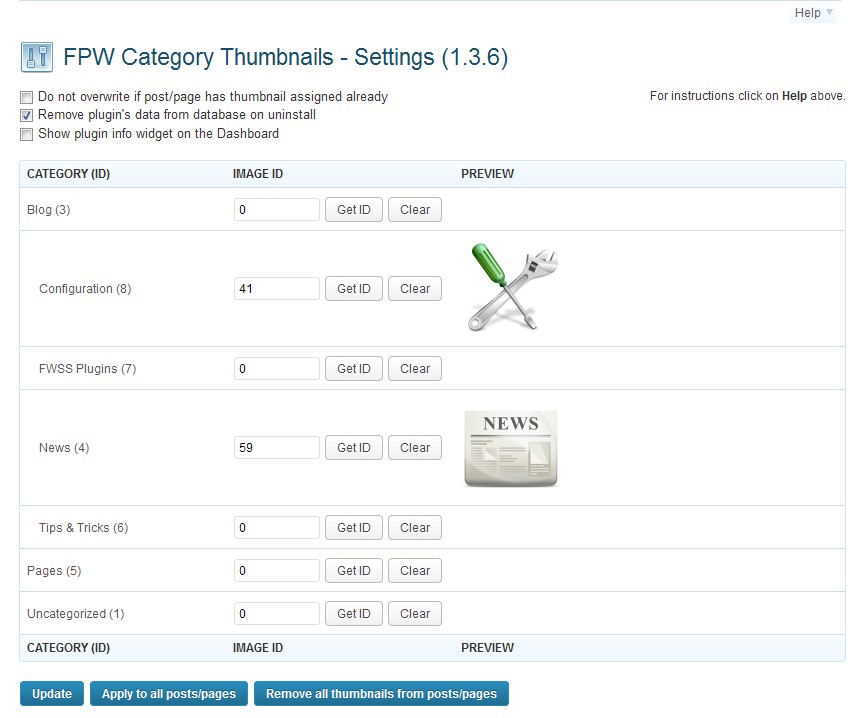 Help
FPW Category Thumbnails - Settings (1.3.6)
Do not overwrite if post/page has thumbnail assigned already
For instructions click on Help above.
Remove plugin's data from database on uninstall
Show plugin info widget on the Dashboard
CATEGORY (ID) IMAGE ID PREVIEW
Blog (3) 0 Get ID Clear
Configuration (8) 41 Get ID Clear
FWSS Plugins (7) 0 Get ID Clear
NEWS
News (4) 59 Get ID Clear
Tips & Tricks (6) 0 Get ID Clear
Pages (5) 0 Get ID Clear
Uncategorized (1) 0 Get ID Clear
CATEGORY (ID) IMAGE ID PREVIEW
Update Apply to all posts/pages Remove all thumbnails from posts/pages